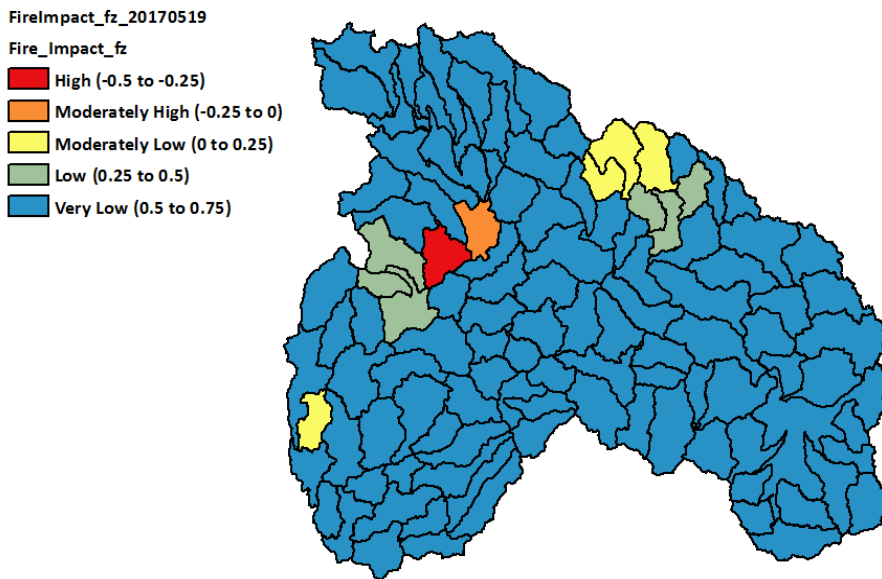 FireImpact_fz_20170519
Fire_Impact_fz
High (-0.5 to -0.25)
Moderately High (-0.25 to 0)
Moderately Low (0 to 0.25)
Low (0.25 to 0.5)
Very Low (0.5 to 0.75)